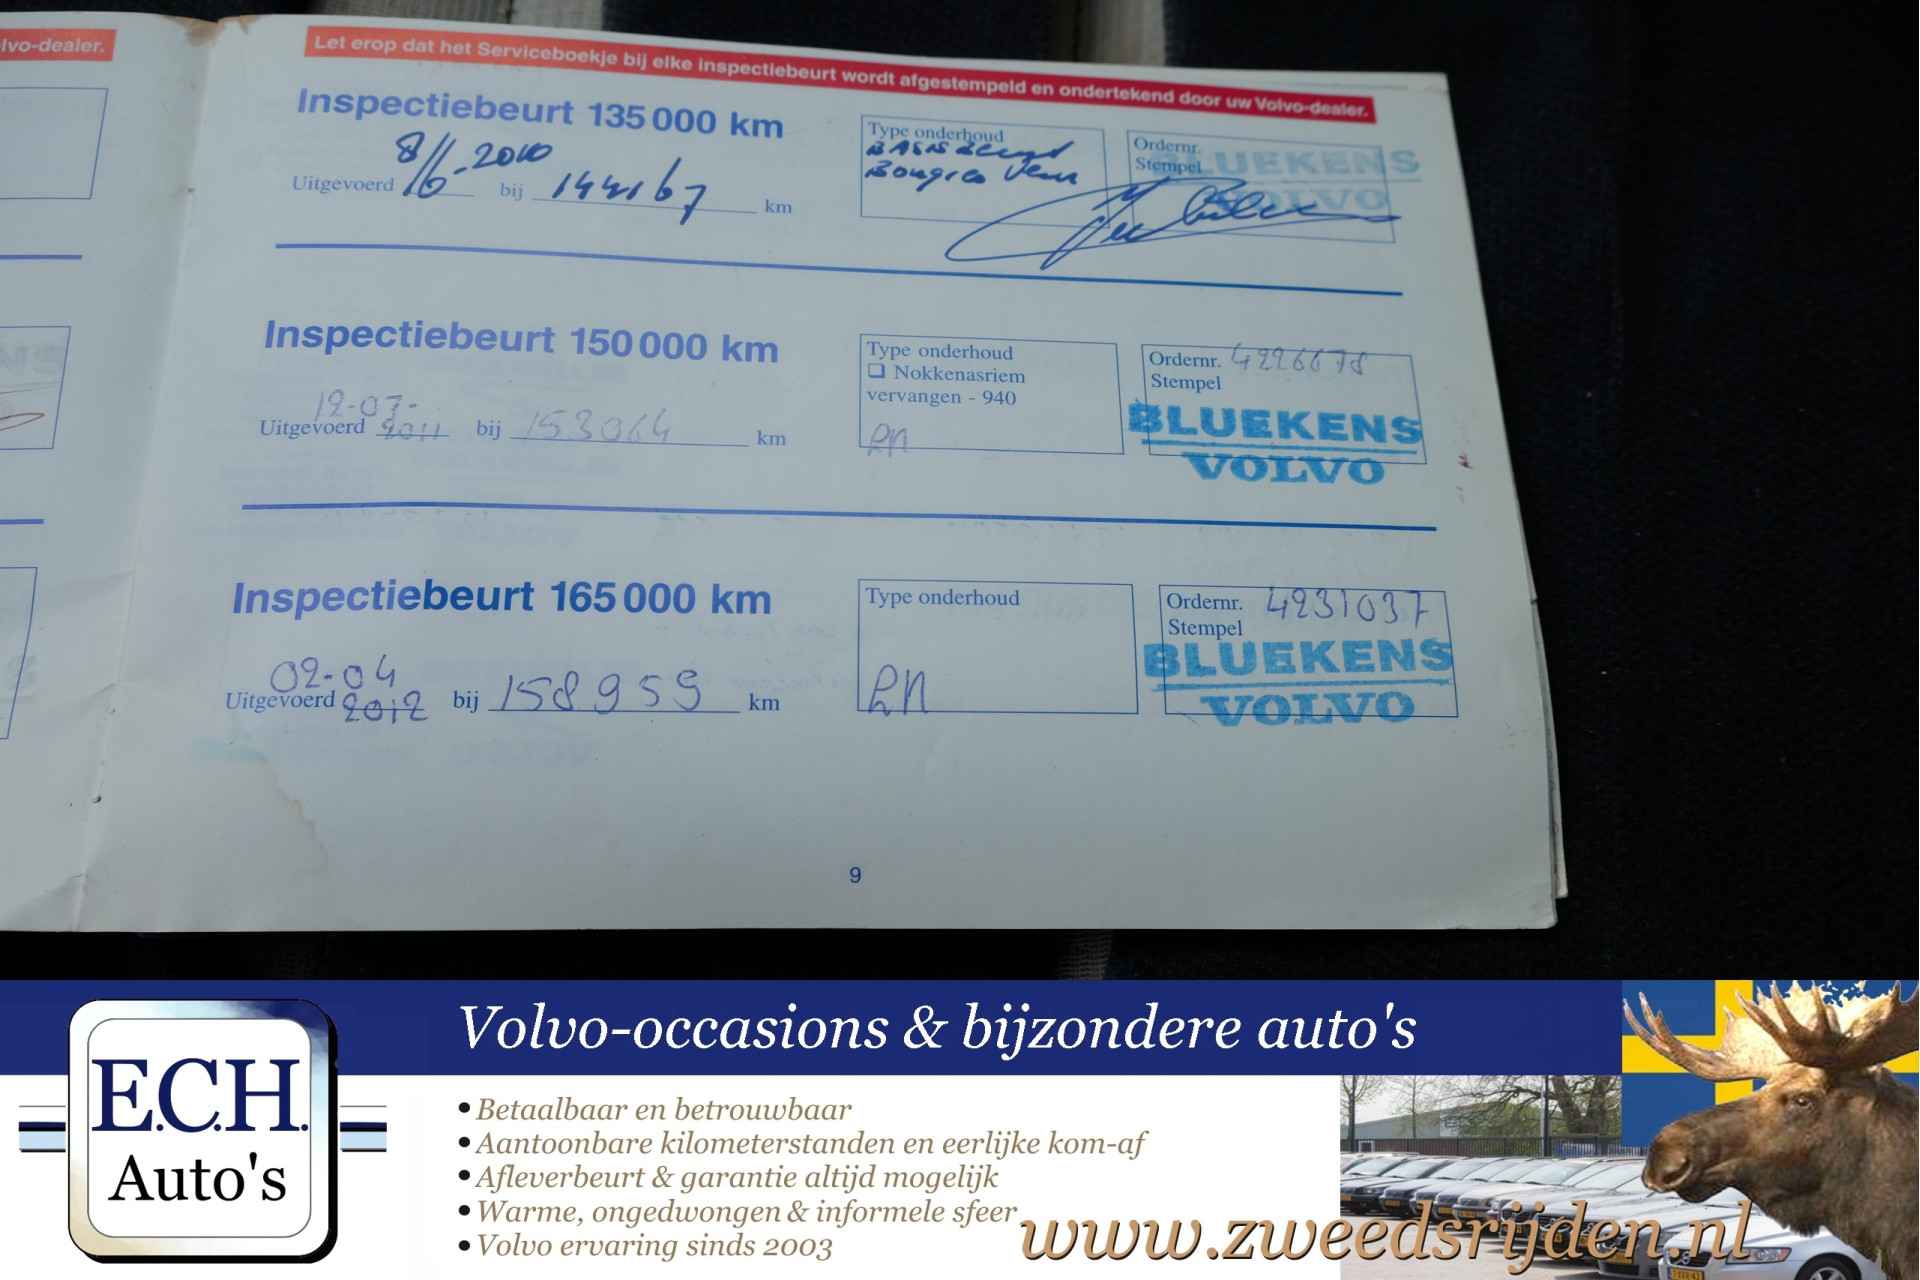 lvo-dealer.
Let erop dat het Serviceboekje bij elke inspectiebeurt wordt afgestempeld en ondertekend door uw Volvo-dealer.
Inspectiebeurt 135 000 km
8/6-2010
Uitgevoerd bij 144167 km
Type onderhoud
Ordernr.
Stempel
BLUEKENS
VOLVO
Inspectiebeurt 150 000 km
12-07-
Uitgevoerd 2011 bij 153064 km
Type onderhoud
Nokkenasriem
vervangen - 940
Ordernr. 4226678
Stempel
BLUEKENS
VOLVO
Inspectiebeurt 165 000 km
02-04
Uitgevoerd 2012 bij 158959 km
Type onderhoud
Ordernr. 4231037
Stempel
BLUEKENS
VOLVO
9
E.C.H.
Auto's
Volvo-occasions & bijzondere auto's
• Betaalbaar en betrouwbaar
• Aantoonbare kilometerstanden en eerlijke kom-af
• Afleverbeurt & garantie altijd mogelijk
• Warme, ongedwongen & informele sfeer
• Volvo ervaring sinds 2003
www.zweedsrijden.nl